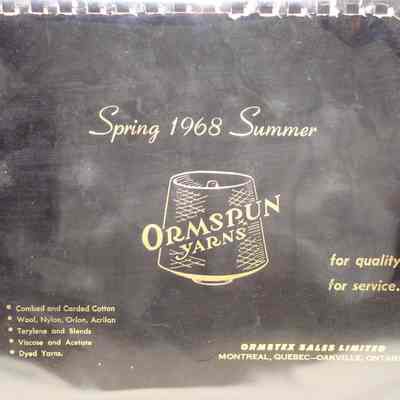 Spring 1968 Summer
ORMSPUN
YARNS
for quality
for service.
* Combed and Carded Cotton
* Wool, Nylon, Orlon, Acrilan
* Terylene and Blends
* Viscose and Acetate
* Dyed Yarns.
ORMSTEX SALES LIMITED
MONTREAL, QUEBEC—OAKVILLE, ONTARIO